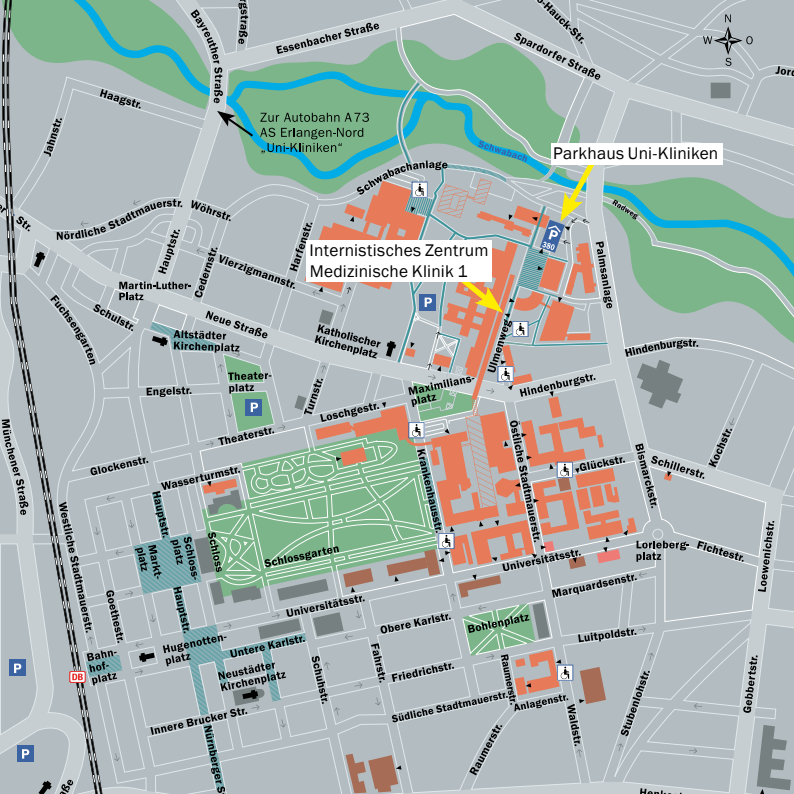 Bayreuther Straße
Essenbacher Straße
Spardorfer Straße
N
W
O
S
Haagstr.
Jahnstr.
Zur Autobahn A 73
AS Erlangen-Nord
„Uni-Kliniken“
Schwabach
Parkhaus Uni-Kliniken
Schwabachanlage
Radweg
Wöhrstr.
Nördliche Stadtmauerstr.
Hauptstr.
Cedernstr.
Vierzigmannstr.
Harfenstr.
Internistisches Zentrum
Medizinische Klinik 1
P
380
Palmsanlage
Martin-Luther-
Platz
Fuchsengarten
Schulstr.
Neue Straße
Altstädter
Kirchenplatz
Katholischer
Kirchenplatz
P
Ulmenweg
Hindenburgstr.
Theater-
platz
P
Engelstr.
Turnstr.
Maximilians-
platz
Hindenburgstr.
Loschgestr.
Theaterstr.
Münchener Straße
Glockenstr.
Wasserturmstr.
Krankenhausstr.
Östliche Stadtmauerstr.
Glückstr.
Bismarckstr.
Schillerstr.
Kochstr.
Westliche Stadtmauerstr.
Hauptstr.
Schloss-
platz
Markt-
platz
Schloss
Schlossgarten
Universitätsstr.
Lorleberg-
platz
Fichtestr.
Loewenichstr.
Marquardsenstr.
Goethestr.
Hauptstr.
Universitätsstr.
Obere Karlstr.
Bohlenplatz
Luitpoldstr.
Bahn-
hof-
platz
Hugenotten-
platz
Untere Karlstr.
Neustädter
Kirchenplatz
Schuhstr.
Fahrstr.
Friedrichstr.
Raumerstr.
Anlagenstr.
Waldstr.
Stubenlohstr.
Gebbertstr.
P
DB
Innere Brucker Str.
Südliche Stadtmauerstr.
Raumerstr.
Nürnberger S
P